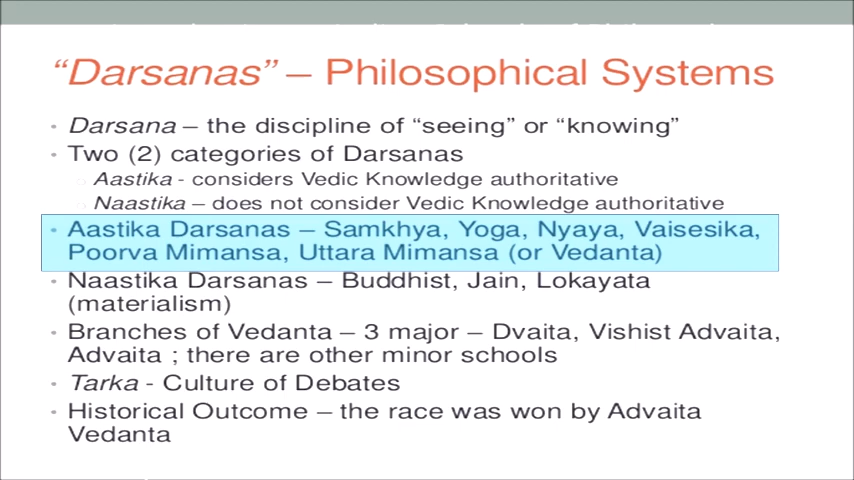 “Darsanas” – Philosophical Systems
• Darsana – the discipline of “seeing” or “knowing”
• Two (2) categories of Darsanas
Aastika - considers Vedic Knowledge authoritative
Naastika – does not consider Vedic Knowledge authoritative
• Aastika Darsanas – Samkhya, Yoga, Nyaya, Vaisesika,
Poorva Mimansa, Uttara Mimansa (or Vedanta)
• Naastika Darsanas – Buddhist, Jain, Lokayata
(materialism)
• Branches of Vedanta – 3 major – Dvaita, Vishist Advaita,
Advaita ; there are other minor schools
• Tarka - Culture of Debates
• Historical Outcome – the race was won by Advaita
Vedanta